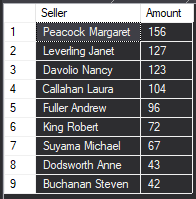 Seller Amount
1 Peacock Margaret 156
2 Leverling Janet 127
3 Davolio Nancy 123
4 Callahan Laura 104
5 Fuller Andrew 96
6 King Robert 72
7 Suyama Michael 67
8 Dodsworth Anne 43
9 Buchanan Steven 42